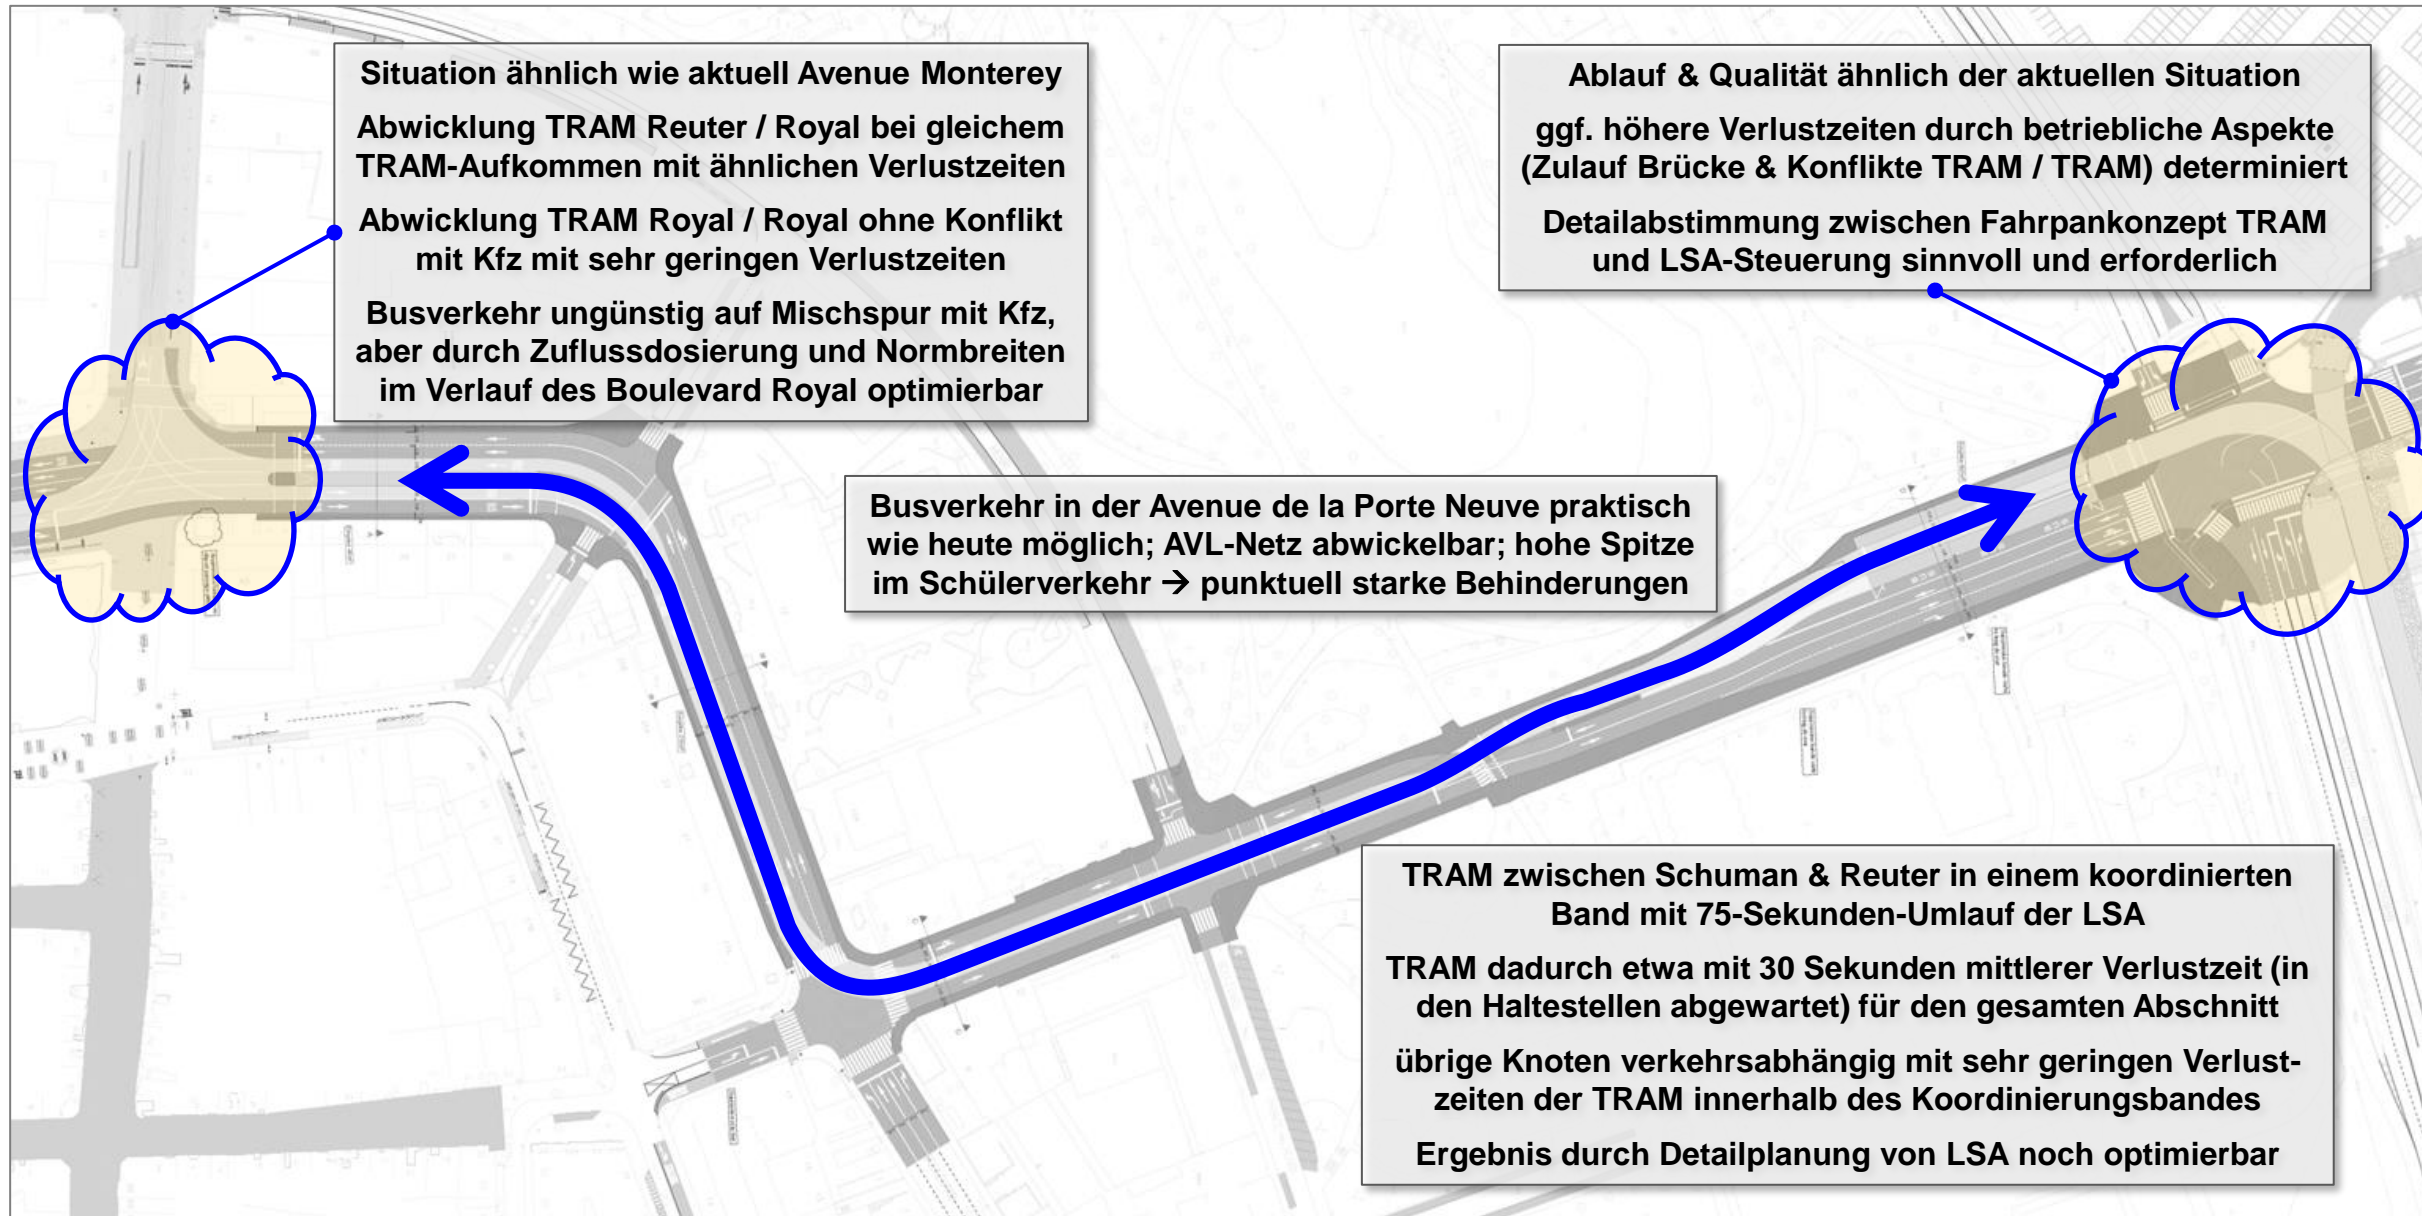 Situation ähnlich wie aktuell Avenue Monterey
Abwicklung TRAM Reuter / Royal bei gleichem
TRAM-Aufkommen mit ähnlichen Verlustzeiten
Abwicklung TRAM Royal / Royal ohne Konflikt
mit Kfz mit sehr geringen Verlustzeiten
Busverkehr ungünstig auf Mischspur mit Kfz,
aber durch Zuflussdosierung und Normbreiten
im Verlauf des Boulevard Royal optimierbar
Ablauf & Qualität ähnlich der aktuellen Situation
ggf. höhere Verlustzeiten durch betriebliche Aspekte
(Zulauf Brücke & Konflikte TRAM / TRAM) determiniert
Detailabstimmung zwischen Fahrpankonzept TRAM
und LSA-Steuerung sinnvoll und erforderlich
Busverkehr in der Avenue de la Porte Neuve praktisch
wie heute möglich; AVL-Netz abwickelbar; hohe Spitze
im Schülerverkehr → punktuell starke Behinderungen
TRAM zwischen Schuman & Reuter in einem koordinierten
Band mit 75-Sekunden-Umlauf der LSA
TRAM dadurch etwa mit 30 Sekunden mittlerer Verlustzeit (in
den Haltestellen abgewartet) für den gesamten Abschnitt
übrige Knoten verkehrsabhängig mit sehr geringen Verlust-
zeiten der TRAM innerhalb des Koordinierungsbandes
Ergebnis durch Detailplanung von LSA noch optimierbar